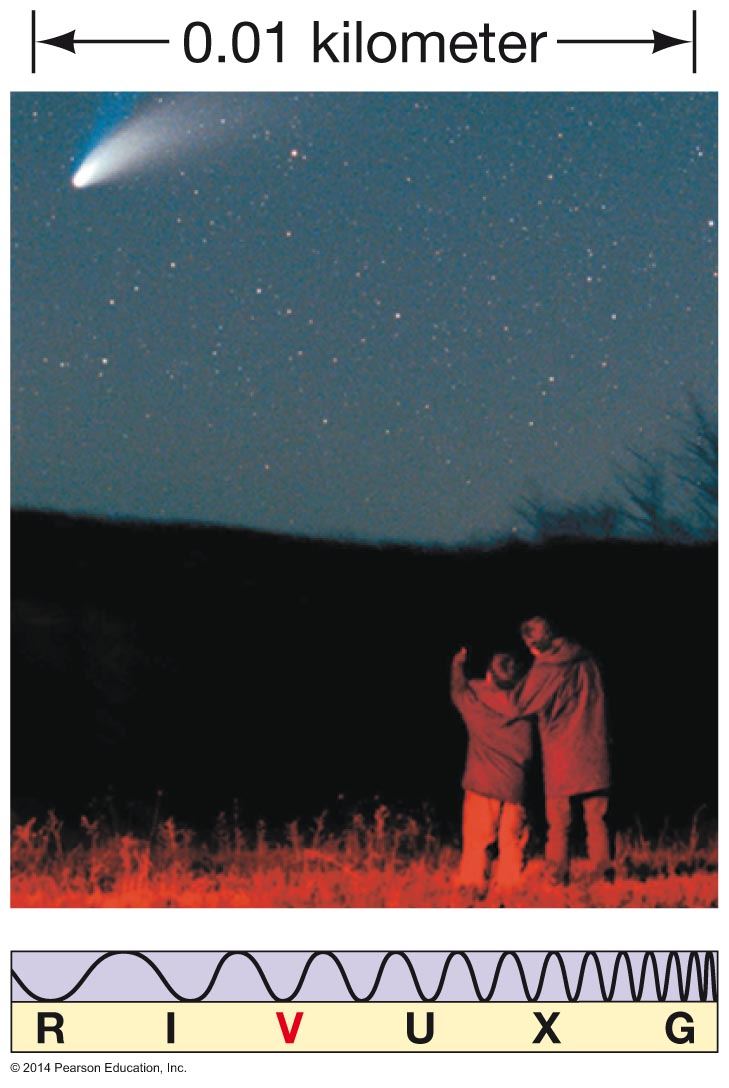 0.01 kilometer
R I V U X G
© 2014 Pearson Education, Inc.